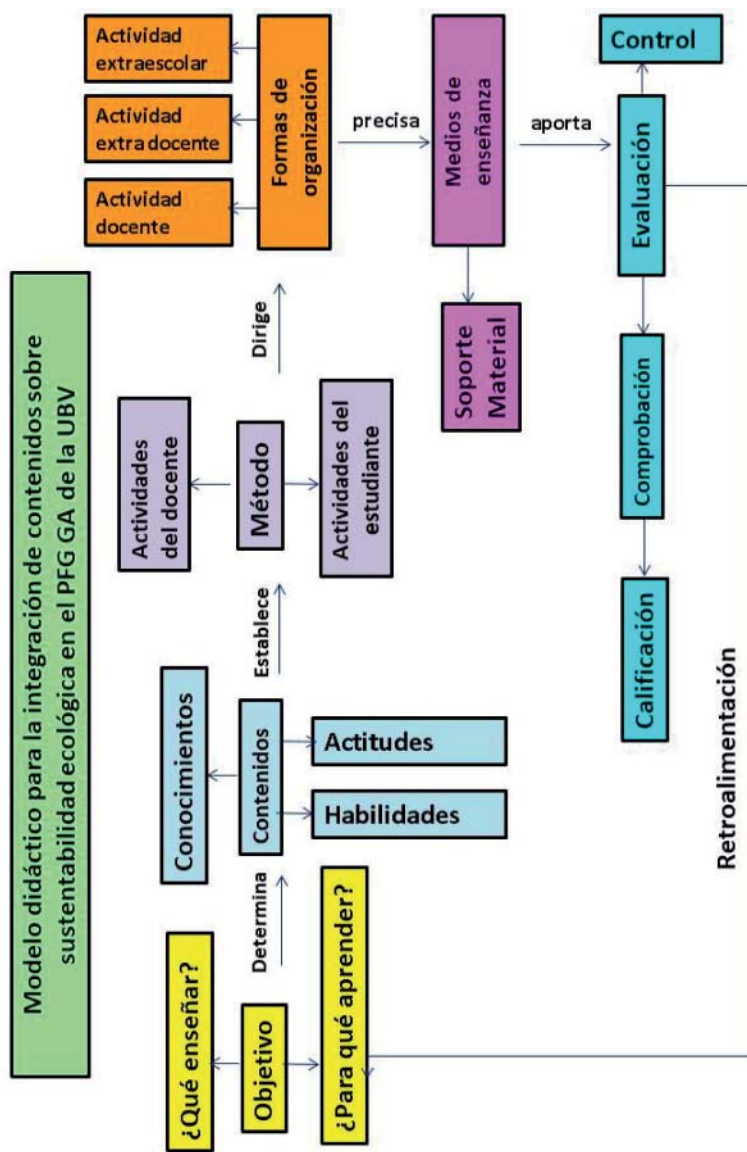 Modelo didáctico para la integración de contenidos sobre
sustentabilidad ecológica en el PFG GA de la UBV
¿Qué enseñar?
Objetivo
¿Para qué aprender?
Determina
Conocimientos
Contenidos
Habilidades
Actitudes
Establece
Actividades
del docente
Método
Actividades del
estudiante
Dirige
Actividad
docente
Actividad
extra docente
Actividad
extraescolar
Formas de
organización
precisa
Medios de
enseñanza
Soporte
Material
aporta
Evaluación
Control
Comprobación
Calificación
Retroalimentación